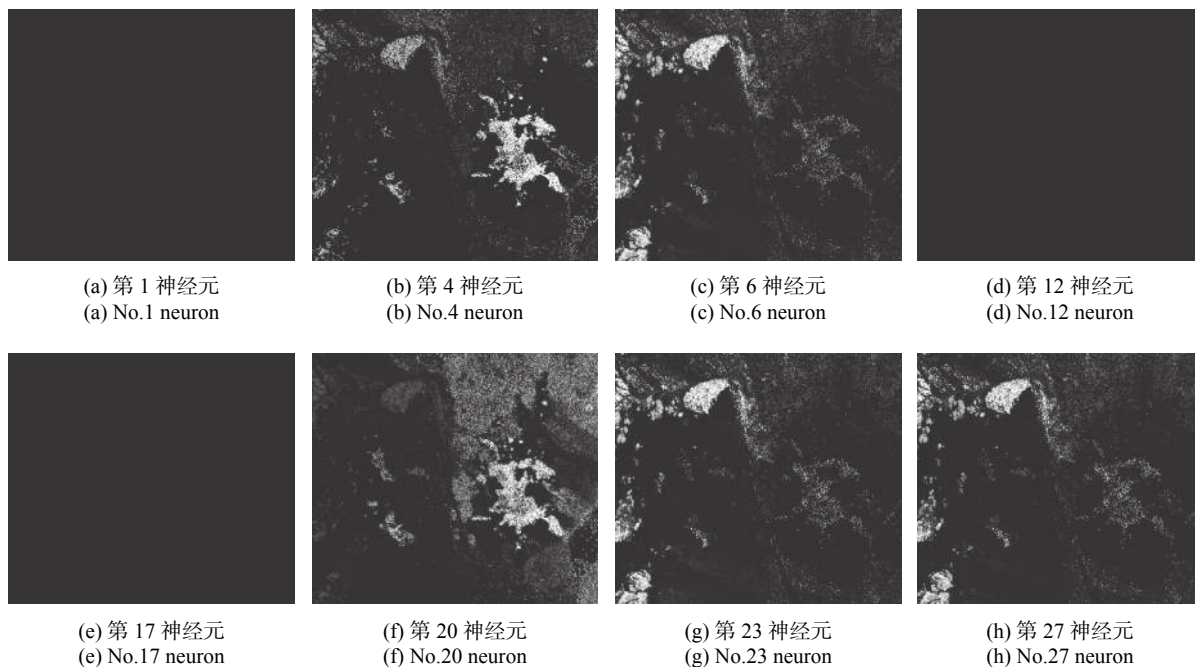 (a) 第 1 神经元
(a) No.1 neuron
(b) 第 4 神经元
(b) No.4 neuron
(c) 第 6 神经元
(c) No.6 neuron
(d) 第 12 神经元
(d) No.12 neuron
(e) 第 17 神经元
(e) No.17 neuron
(f) 第 20 神经元
(f) No.20 neuron
(g) 第 23 神经元
(g) No.23 neuron
(h) 第 27 神经元
(h) No.27 neuron